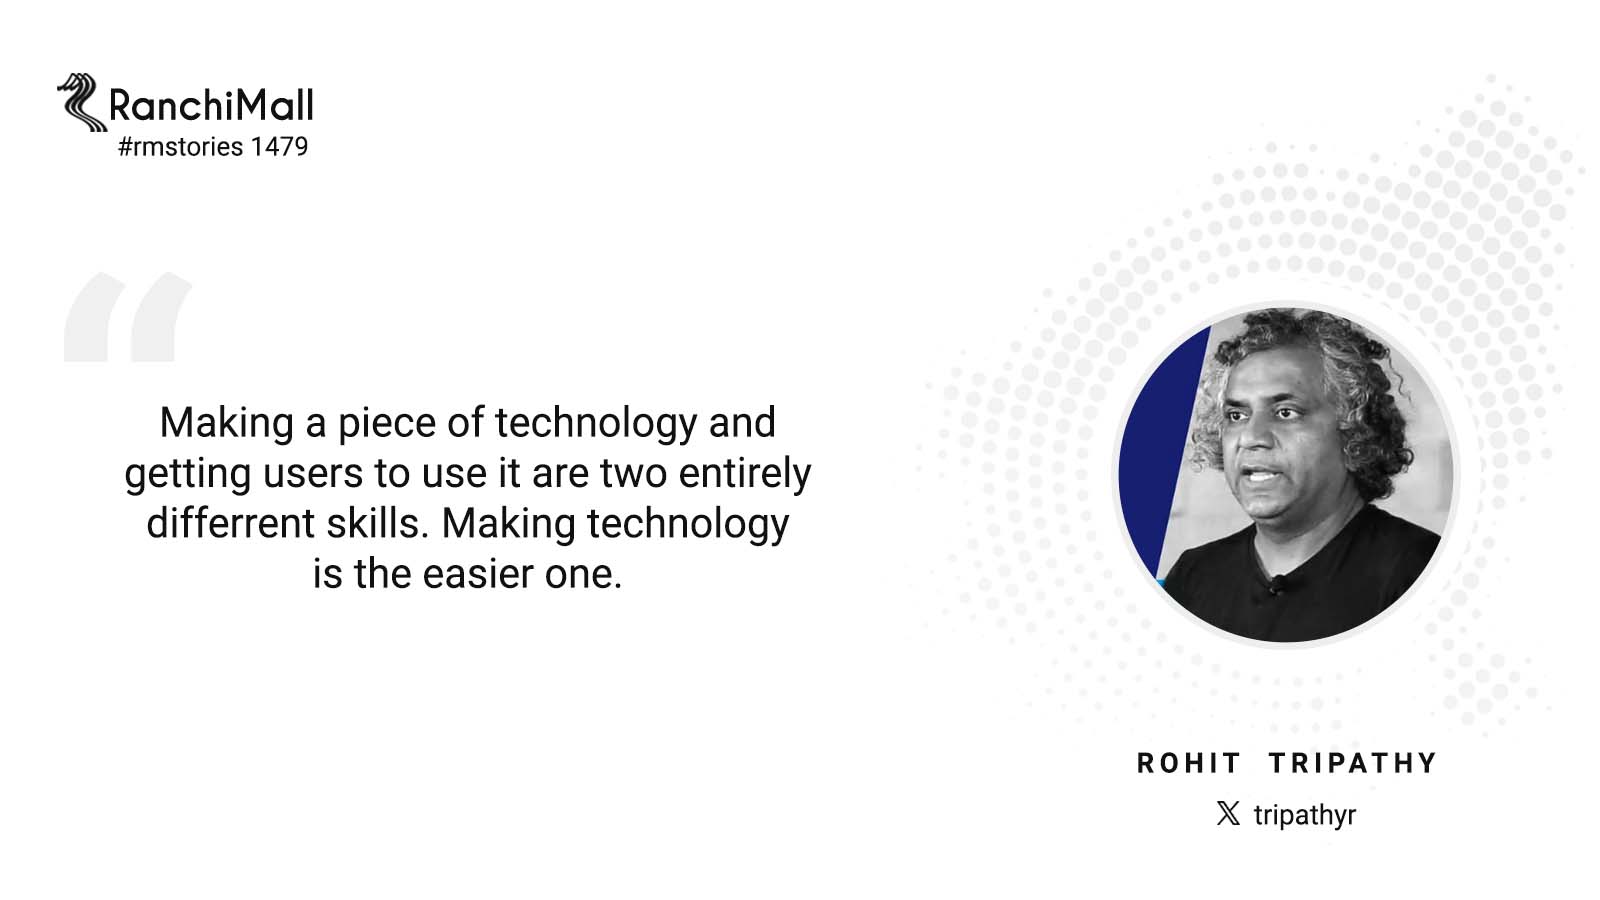 RanchiMall
#rmstories 1479
“
Making a piece of technology and
getting users to use it are two entirely
differrent skills. Making technology
is the easier one.
ROHIT TRIPATHY
𝕏 tripathyr